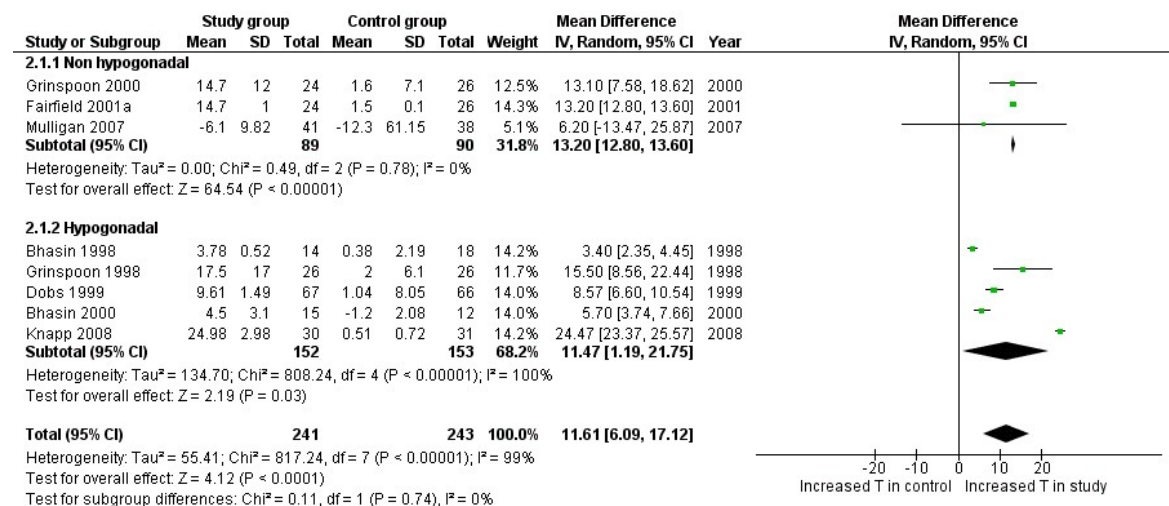 Study group Control group Mean Difference Mean Difference
Study or Subgroup Mean SD Total Mean SD Total Weight IV, Random, 95% CI Year IV, Random, 95% CI
2.1.1 Non hypogonadal
Grinspoon 2000 14.7 12 24 1.6 7.1 26 12.5% 13.10 [7.58, 18.62] 2000
Fairfield 2001a 14.7 1 24 1.5 0.1 26 14.3% 13.20 [12.80, 13.60] 2001
Mulligan 2007 -6.1 9.82 41 -12.3 61.15 38 5.1% 6.20 [-13.47, 25.87] 2007
Subtotal (95% CI) 89 90 31.8% 13.20 [12.80, 13.60]
Heterogeneity: Tau² = 0.00; Chi² = 0.49, df = 2 (P = 0.78); I² = 0%
Test for overall effect: Z = 64.54 (P < 0.00001)
2.1.2 Hypogonadal
Bhasin 1998 3.78 0.52 14 0.38 2.19 18 14.2% 3.40 [2.35, 4.45] 1998
Grinspoon 1998 17.5 17 26 2 6.1 26 11.7% 15.50 [8.56, 22.44] 1998
Dobs 1999 9.61 1.49 67 1.04 8.05 66 14.0% 8.57 [6.60, 10.54] 1999
Bhasin 2000 4.5 3.1 15 -1.2 2.08 12 14.0% 5.70 [3.74, 7.66] 2000
Knapp 2008 24.98 2.98 30 0.51 0.72 31 14.2% 24.47 [23.37, 25.57] 2008
Subtotal (95% CI) 152 153 68.2% 11.47 [1.19, 21.75]
Heterogeneity: Tau² = 134.70; Chi² = 808.24, df = 4 (P < 0.00001); I² = 100%
Test for overall effect: Z = 2.19 (P = 0.03)
Total (95% CI) 241 243 100.0% 11.61 [6.09, 17.12]
Heterogeneity: Tau² = 55.41; Chi² = 817.24, df = 7 (P < 0.00001); I² = 99%
Test for overall effect: Z = 4.12 (P < 0.0001)
Test for subgroup differences: Chi² = 0.11, df = 1 (P = 0.74), I² = 0%
-20 -10 0 10 20
Increased T in control Increased T in study